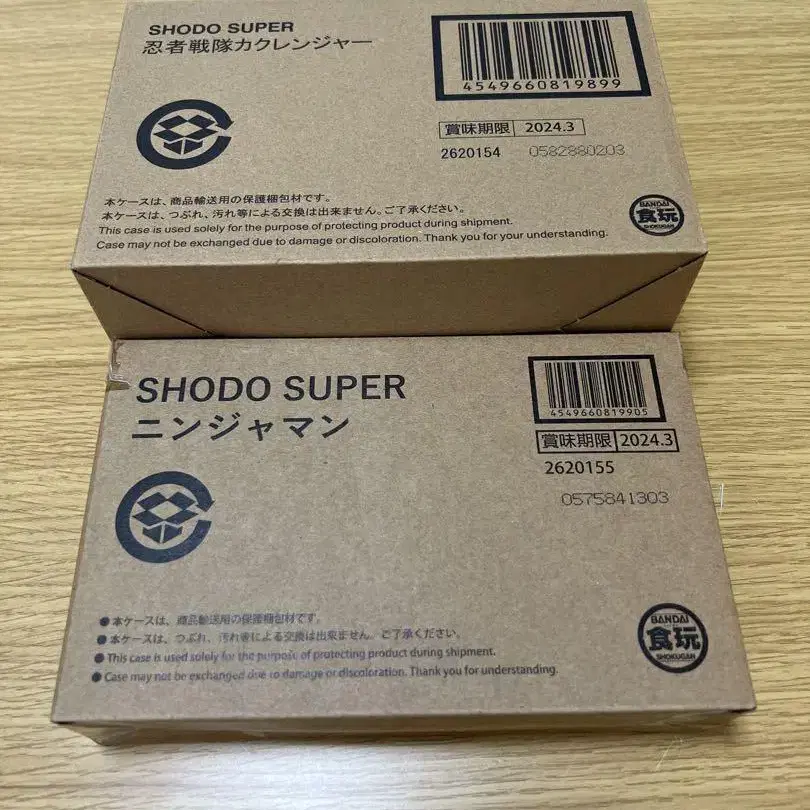 SHODO SUPER
忍者戦隊カクレンジャー
4549660819899
賞味期限 2024.3
2620154 0582880203
本ケースは、商品輸送用の保護梱包材です。
本ケースは、つぶれ、汚れ等による交換は出来ません。ご了承ください。
This case is used solely for the purpose of protecting product during shipment.
Case may not be exchanged due to damage or discoloration. Thank you for your understanding.
BANDAI
食玩
SHOKUGAN
SHODO SUPER
ニンジャマン
4549660819905
賞味期限 2024.3
2620155
0575841303
●本ケースは、商品輸送用の保護梱包材です。
●本ケースは、つぶれ、汚れ等による交換は出来ません。ご了承ください。
●This case is used solely for the purpose of protecting product during shipment.
●Case may not be exchanged due to damage or discoloration. Thank you for understanding.
BANDAI
食玩
SHOKUGAN